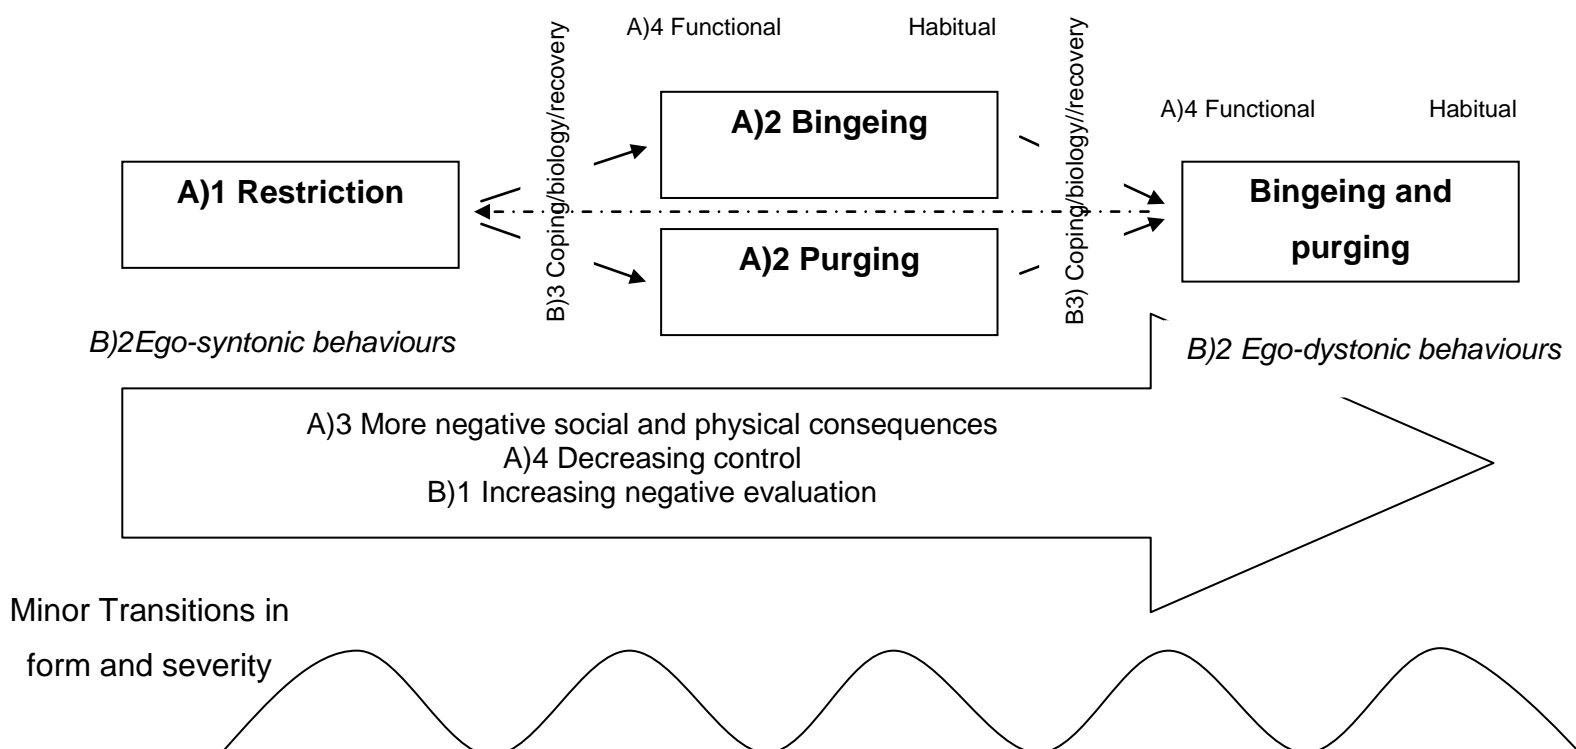 A)4 Functional Habitual
B)3 Coping/biology/recovery
B3) Coping/biology//recovery
A)2 Bingeing
A)4 Functional Habitual
A)1 Restriction
Bingeing and
purging
A)2 Purging
B)2Ego-syntonic behaviours
B)2 Ego-dystonic behaviours
A)3 More negative social and physical consequences
A)4 Decreasing control
B)1 Increasing negative evaluation
Minor Transitions in
form and severity